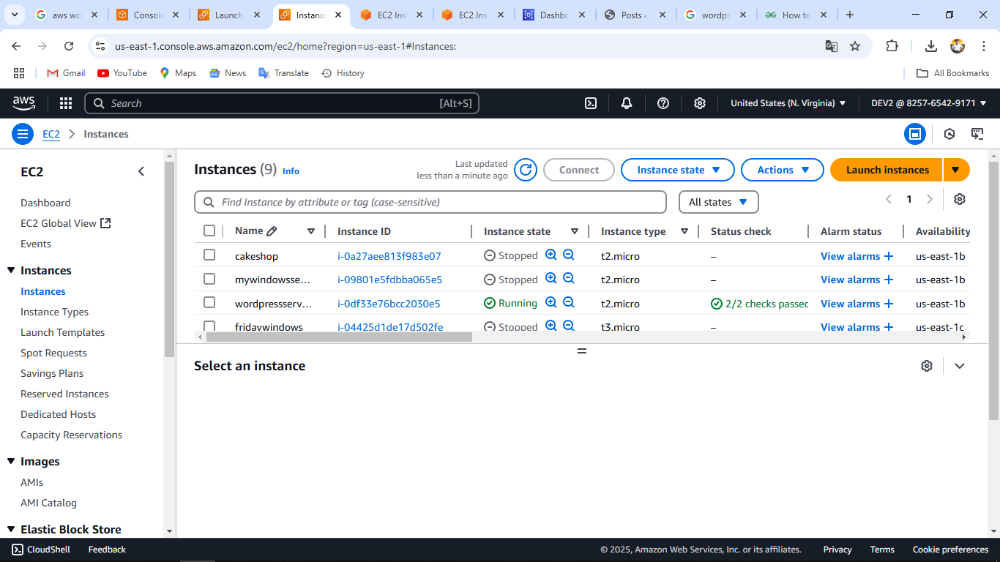 aws wo
Consol
Launch
Instanc
EC2 Ins
EC2 Ins
Dashbo
Posts
wordpr
How to
us-east-1.console.aws.amazon.com/ec2/home?region=us-east-1#Instances:
Gmail YouTube Maps News Translate History All Bookmarks
aws Search [Alt+S] United States (N. Virginia) DEV2 @ 8257-6542-9171
EC2 Instances
EC2
Dashboard
EC2 Global View
Events
Instances
Instances
Instance Types
Launch Templates
Spot Requests
Savings Plans
Reserved Instances
Dedicated Hosts
Capacity Reservations
Images
AMIs
AMI Catalog
Elastic Block Store
Instances (9) Info
Last updated
less than a minute ago
Connect Instance state Actions Launch instances
Find Instance by attribute or tag (case-sensitive) All states 1
Name Instance ID Instance state Instance type Status check Alarm status Availability
cakeshop i-0a27aee813f983e07 Stopped t2.micro – View alarms + us-east-1b
mywindowsse... i-09801e5fdbba065e5 Stopped t2.micro – View alarms + us-east-1b
wordpressserv... i-0df33e76bcc2030e5 Running t2.micro 2/2 checks passed View alarms + us-east-1b
fridaywindows i-04425d1de17d502fe Stopped t3.micro – View alarms + us-east-1c
Select an instance
CloudShell Feedback © 2025, Amazon Web Services, Inc. or its affiliates. Privacy Terms Cookie preferences